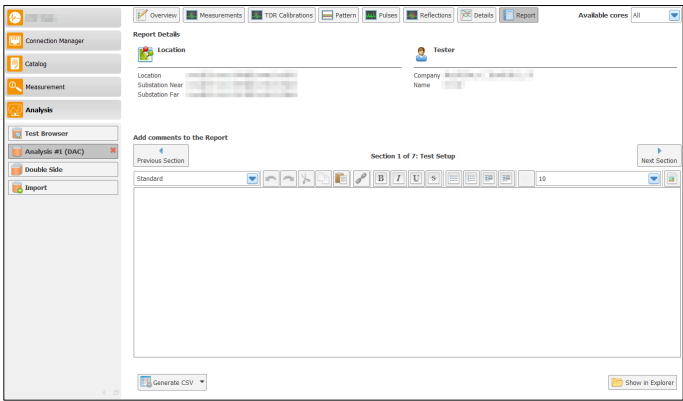 Overview Measurements TDR Calibrations Pattern Pulses Reflections Details Report Available cores All
Connection Manager
Catalog
Measurement
Analysis
Test Browser
Analysis #1 (DAC)
Double Side
Import
Report Details
Location Tester
Location Company
Substation Near Name
Substation Far
Add comments to the Report
Previous Section Section 1 of 7: Test Setup Next Section
Standard B I U S 10
Generate CSV Show in Explorer